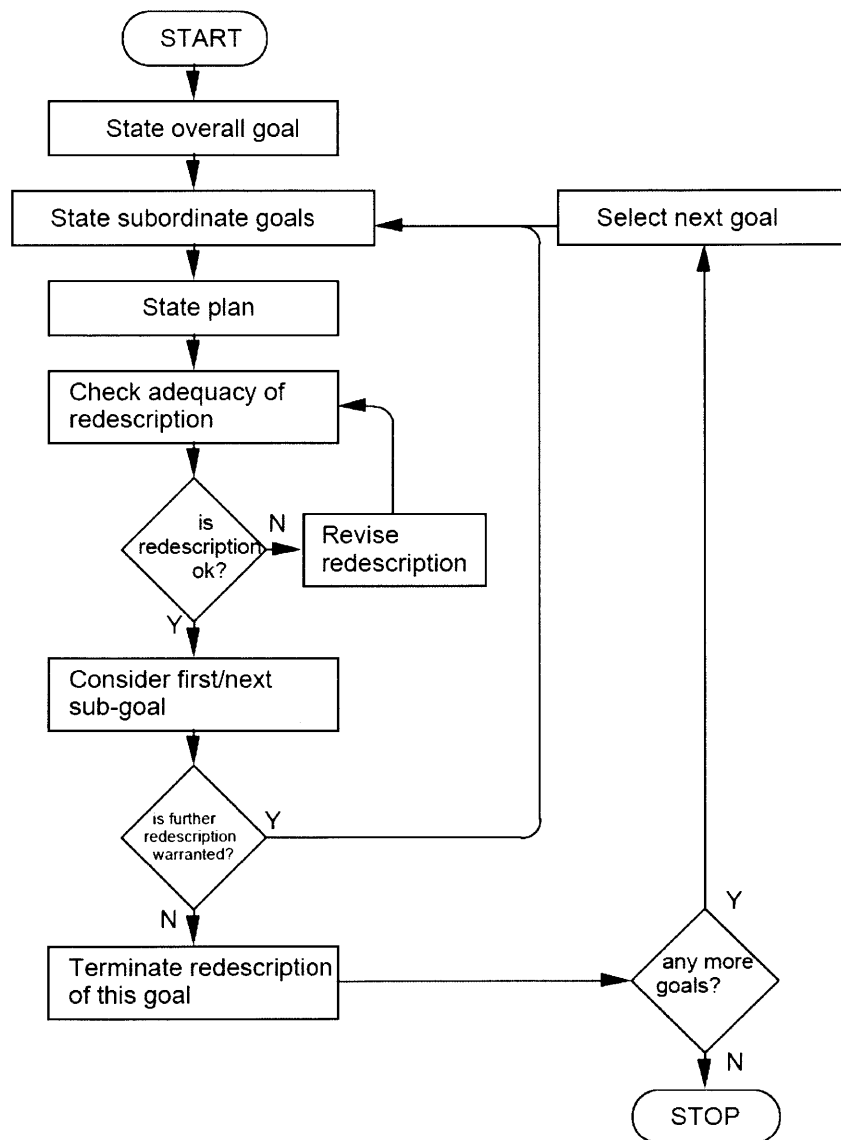 START
State overall goal
State subordinate goals
Select next goal
State plan
Check adequacy of
redescription
is
redescription
ok?
N
Revise
redescription
Y
Consider first/next
sub-goal
is further
redescription
warranted?
Y
N
Terminate redescription
of this goal
Y
any more
goals?
N
STOP